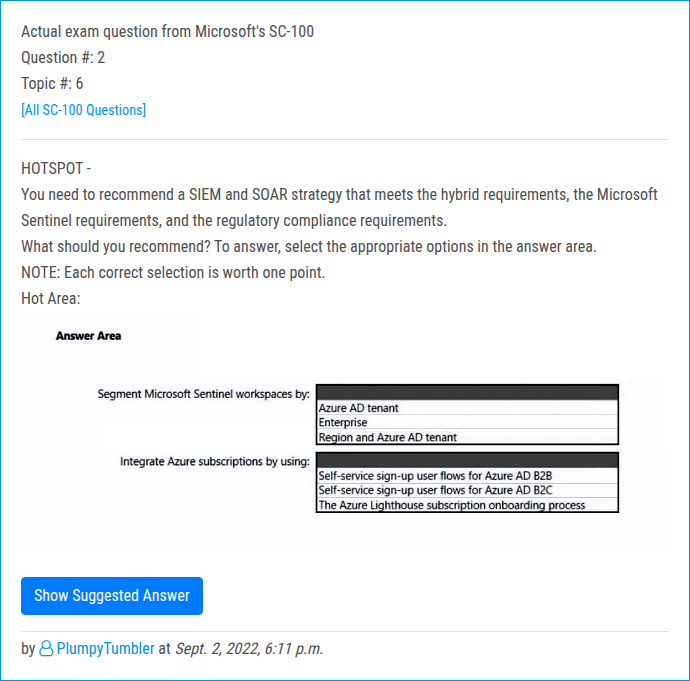 Actual exam question from Microsoft's SC-100
Question #: 2
Topic #: 6
[All SC-100 Questions]
HOTSPOT -
You need to recommend a SIEM and SOAR strategy that meets the hybrid requirements, the Microsoft
Sentinel requirements, and the regulatory compliance requirements.
What should you recommend? To answer, select the appropriate options in the answer area.
NOTE: Each correct selection is worth one point.
Hot Area:
Answer Area
Segment Microsoft Sentinel workspaces by:
Azure AD tenant
Enterprise
Region and Azure AD tenant
Integrate Azure subscriptions by using:
Self-service sign-up user flows for Azure AD B2B
Self-service sign-up user flows for Azure AD B2C
The Azure Lighthouse subscription onboarding process
Show Suggested Answer
by PlumpyTumbler at Sept. 2, 2022, 6:11 p.m.